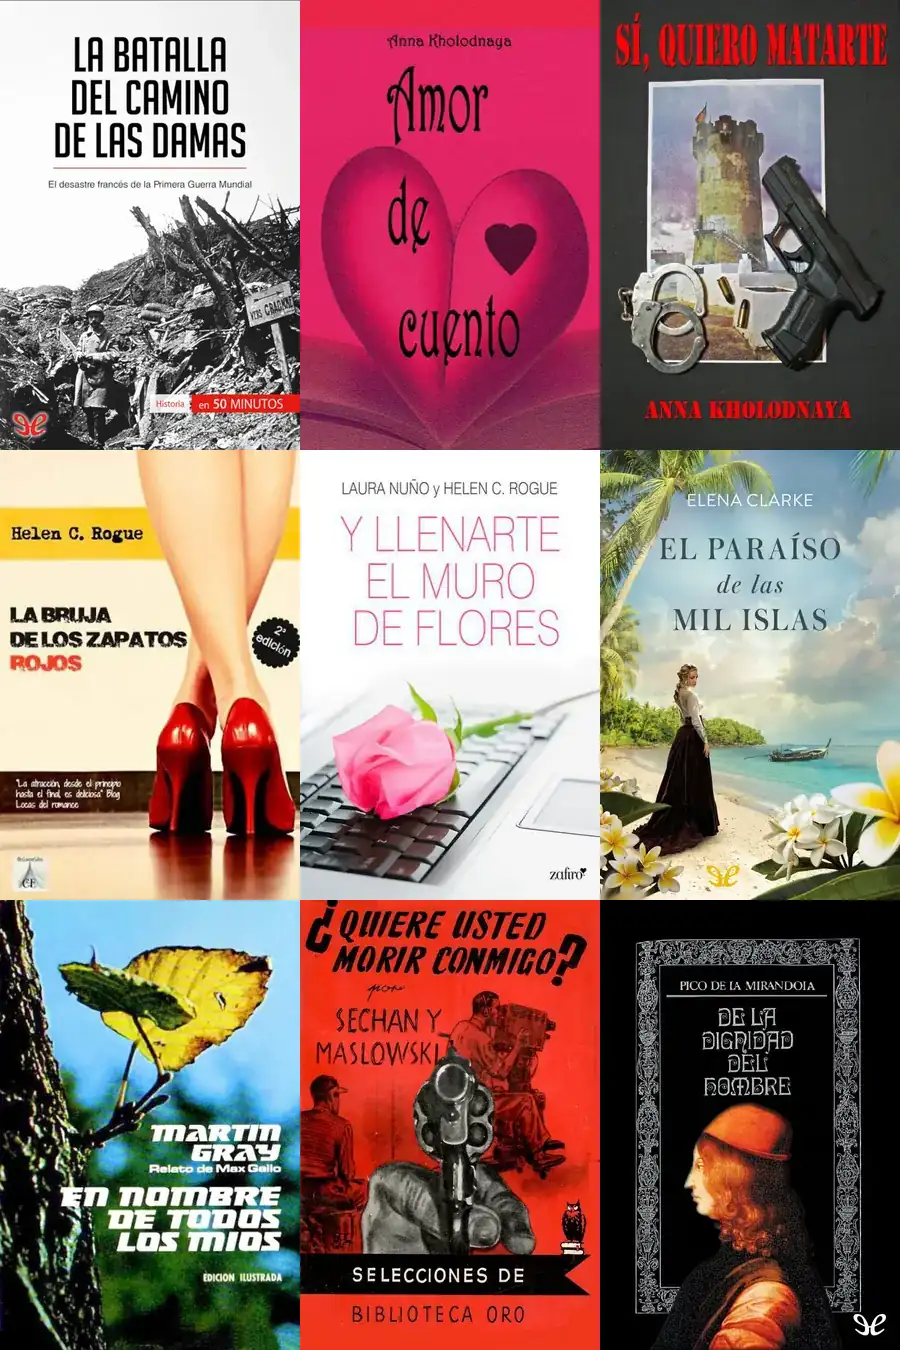 LA BATALLA
DEL CAMINO
DE LAS DAMAS
El desastre francés de la Primera Guerra Mundial
Historia
en 50 MINUTOS
Anna Kholodnaya
Amor
de
cuento
SÍ, QUIERO MATARTE
ANNA KHOLODNAYA
Helen C. Rogue
LA BRUJA
DE LOS ZAPATOS
ROJOS
2ª
edición
"La atracción, desde el principio
hasta el final, es deliciosa" Blog
Locas del romance
LAURA NUÑO y HELEN C. ROGUE
Y LLENARTE
EL MURO
DE FLORES
zafiro
ELENA CLARKE
EL PARAÍSO
de las
MIL ISLAS
MARTIN
GRAY
Relato de Max Gallo
EN NOMBRE
DE TODOS
LOS MIOS
EDICION ILUSTRADA
¿QUIERE USTED
MORIR CONMIGO?
por
SECHAN Y
MASLOWSKI
SELECCIONES DE
BIBLIOTECA ORO
PICO DE LA MIRANDOLA
DE LA
DIGNIDAD
DEL
HOMBRE